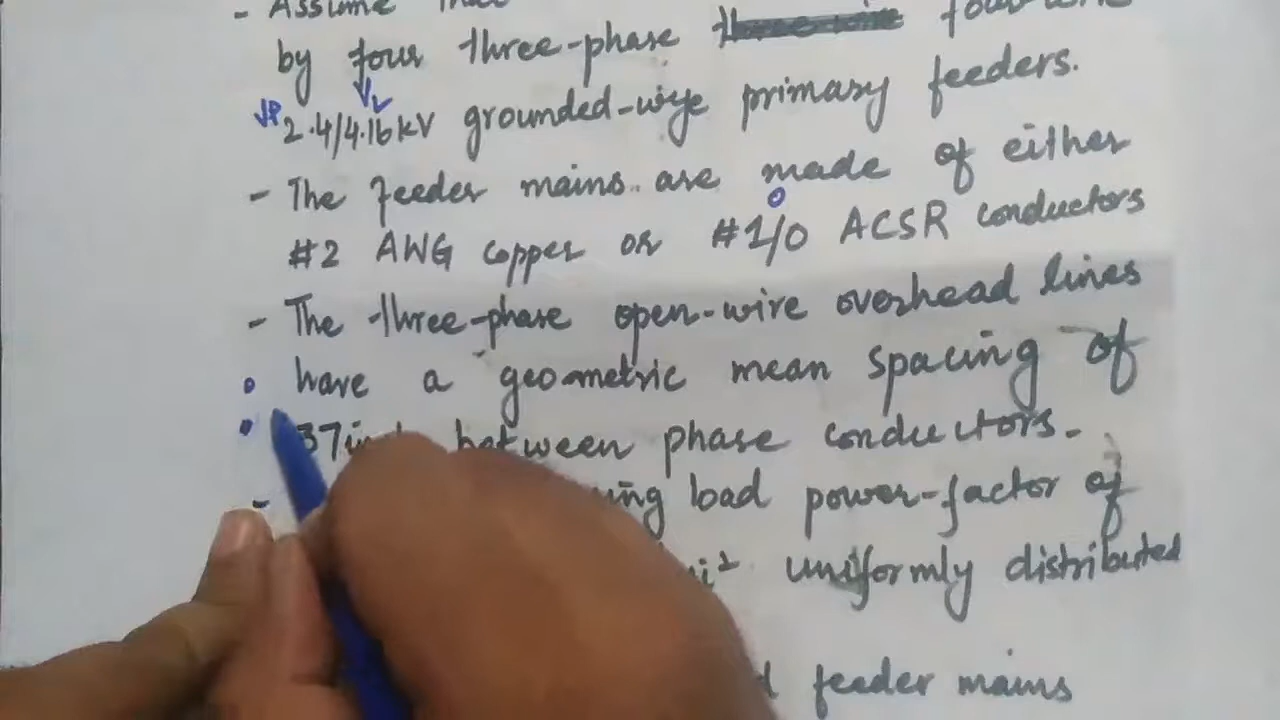 - Assume
by four three-phase four-wire
2.4/4.16kV grounded-wye primary feeders.
- The feeder mains are made of either
#2 AWG copper or #1/0 ACSR conductors
- The three-phase open-wire overhead lines
have a geometric mean spacing of
37 between phase conductors.
- load power-factor of
uniformly distributed
feeder mains